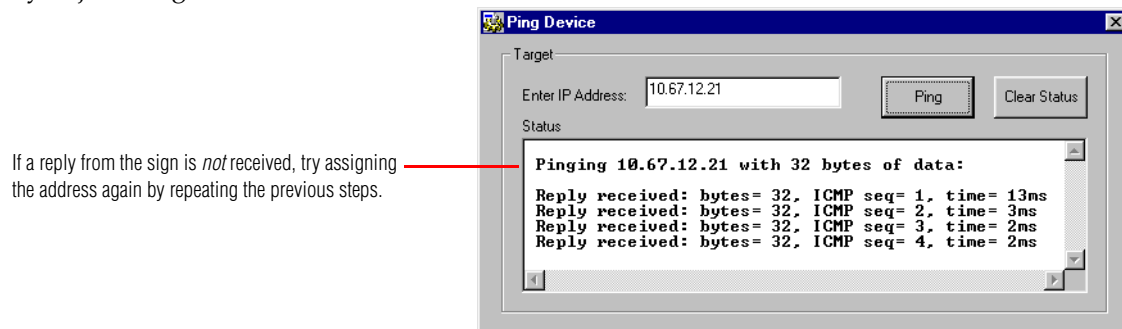 Ping Device
Target
Enter IP Address: 10.67.12.21 Ping Clear Status
Status
If a reply from the sign is not received, try assigning
the address again by repeating the previous steps.
Pinging 10.67.12.21 with 32 bytes of data:
Reply received: bytes= 32, ICMP seq= 1, time= 13ms
Reply received: bytes= 32, ICMP seq= 2, time= 3ms
Reply received: bytes= 32, ICMP seq= 3, time= 2ms
Reply received: bytes= 32, ICMP seq= 4, time= 2ms